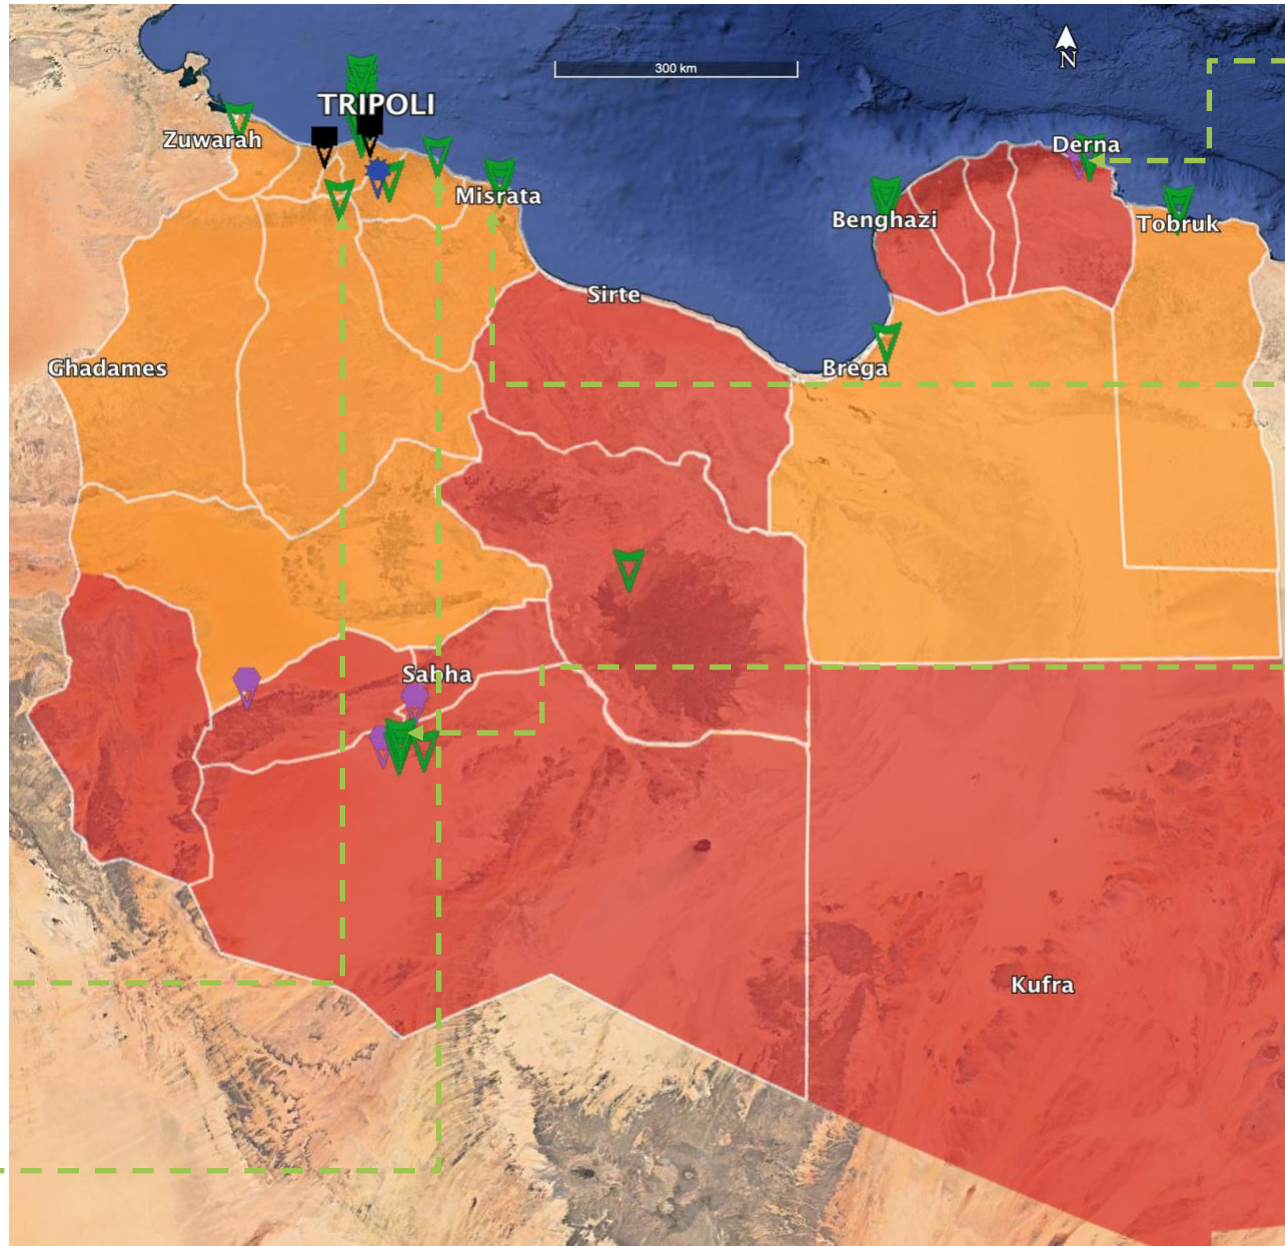 300 km
N
TRIPOLI
Zuwarah
Derna
Misrata
Benghazi
Tobruk
Sirte
Ghadames
Brega
Sabha
Kufra